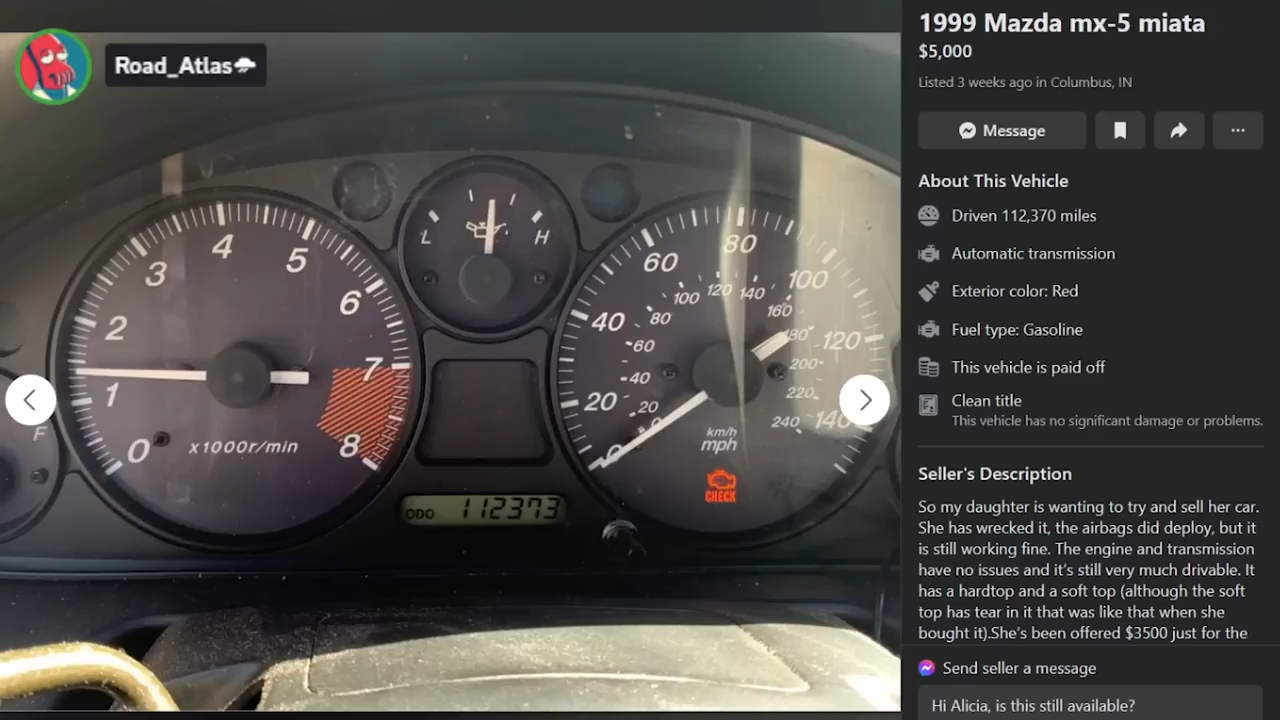 Road_Atlas
1999 Mazda mx-5 miata
$5,000
Listed 3 weeks ago in Columbus, IN
Message
About This Vehicle
Driven 112,370 miles
Automatic transmission
Exterior color: Red
Fuel type: Gasoline
This vehicle is paid off
Clean title
This vehicle has no significant damage or problems.
Seller's Description
So my daughter is wanting to try and sell her car.
She has wrecked it, the airbags did deploy, but it
is still working fine. The engine and transmission
have no issues and it's still very much drivable. It
has a hardtop and a soft top (although the soft
top has tear in it that was like that when she
bought it).She's been offered $3500 just for the
Send seller a message
Hi Alicia, is this still available?
0 1 2 3 4 5 6 7 8
x1000r/min
L H
F
0 20 40 60 80 100 120 140
20 40 60 80 100 120 140 160 180 200 220 240
km/h
mph
CHECK
ODO 112373